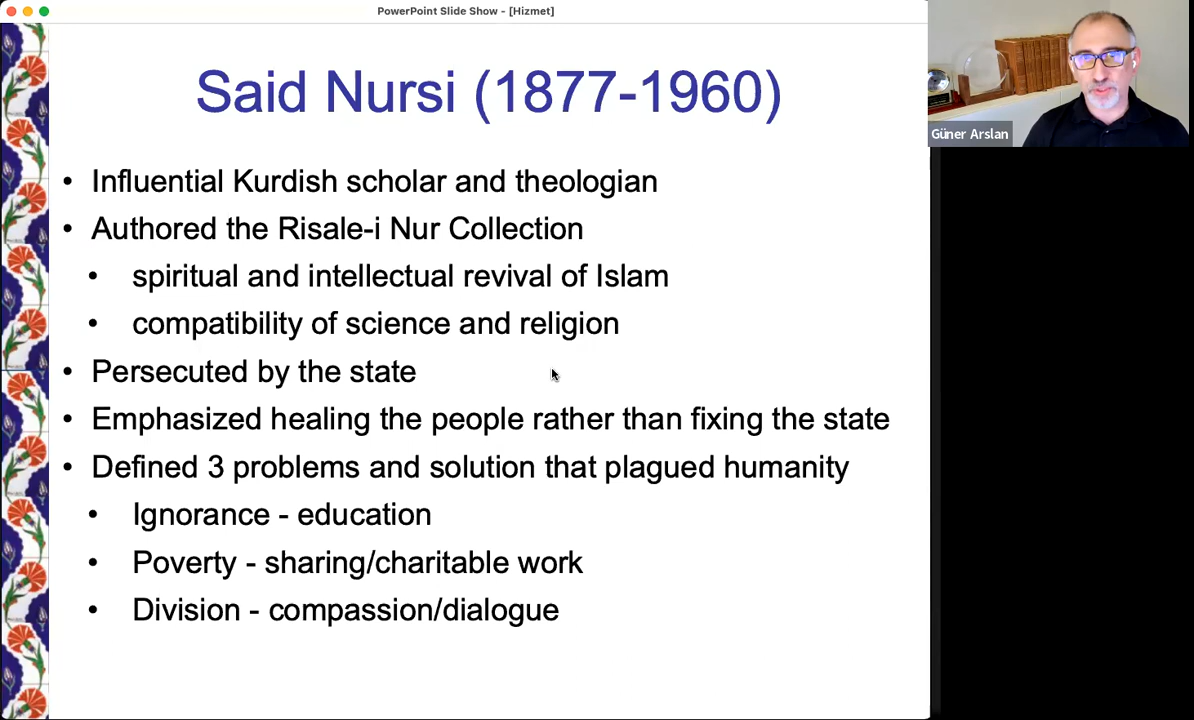 PowerPoint Slide Show - [Hizmet]
Said Nursi (1877-1960)
• Influential Kurdish scholar and theologian
• Authored the Risale-i Nur Collection
• spiritual and intellectual revival of Islam
• compatibility of science and religion
• Persecuted by the state
• Emphasized healing the people rather than fixing the state
• Defined 3 problems and solution that plagued humanity
• Ignorance - education
• Poverty - sharing/charitable work
• Division - compassion/dialogue
Güner Arslan